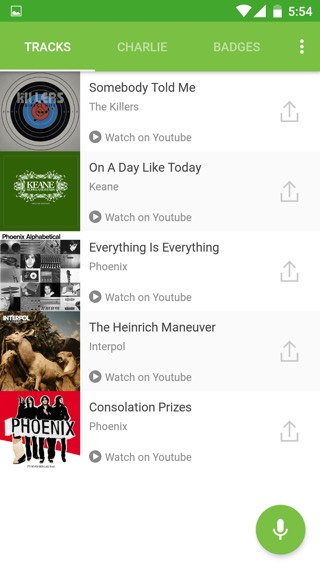 5:54
TRACKS
CHARLIE
BADGES
KILLERS
Somebody Told Me
The Killers
Watch on Youtube
KEANE
On A Day Like Today
Keane
Watch on Youtube
Phoenix Alphabetical
Everything Is Everything
Phoenix
Watch on Youtube
INTERPOL
The Heinrich Maneuver
Interpol
Watch on Youtube
PHOENIX
Consolation Prizes
Phoenix
Watch on Youtube